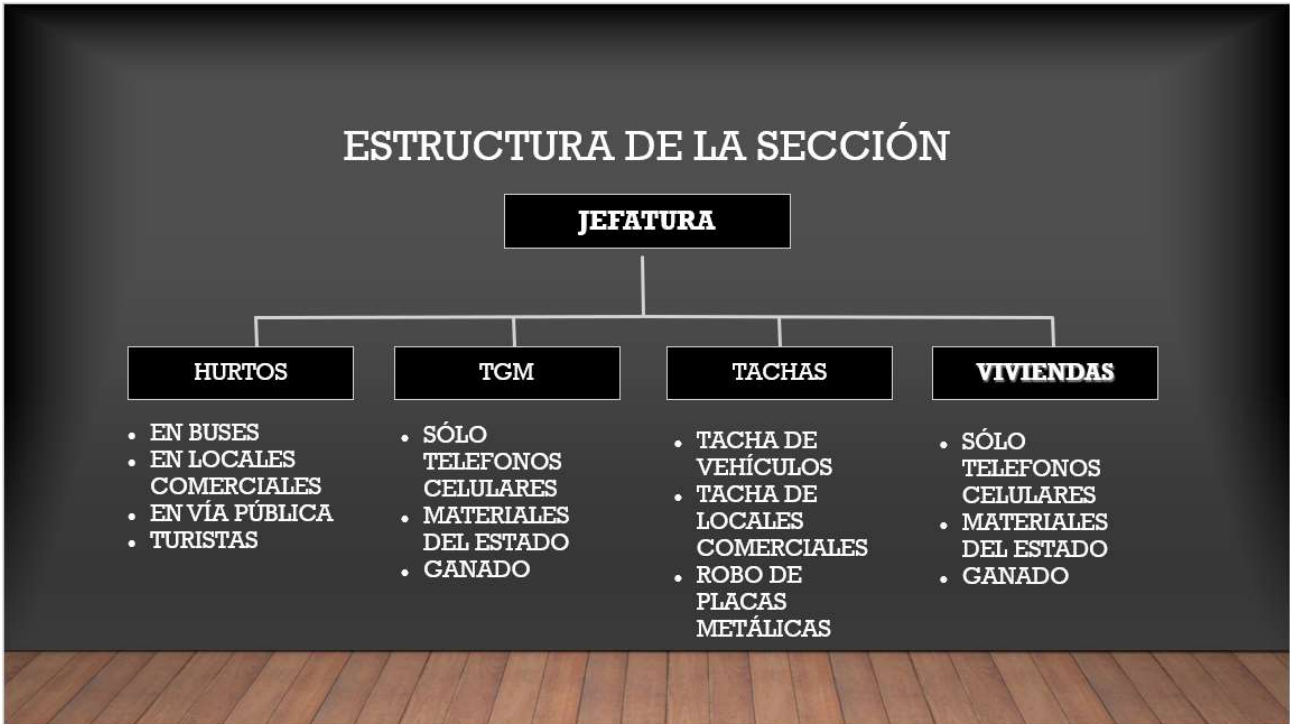 ESTRUCTURA DE LA SECCIÓN
JEFATURA
HURTOS
• EN BUSES
• EN LOCALES
COMERCIALES
• EN VÍA PÚBLICA
• TURISTAS
TGM
• SÓLO
TELEFONOS
CELULARES
• MATERIALES
DEL ESTADO
• GANADO
TACHAS
• TACHA DE
VEHÍCULOS
• TACHA DE
LOCALES
COMERCIALES
• ROBO DE
PLACAS
METÁLICAS
VIVIENDAS
• SÓLO
TELEFONOS
CELULARES
• MATERIALES
DEL ESTADO
• GANADO